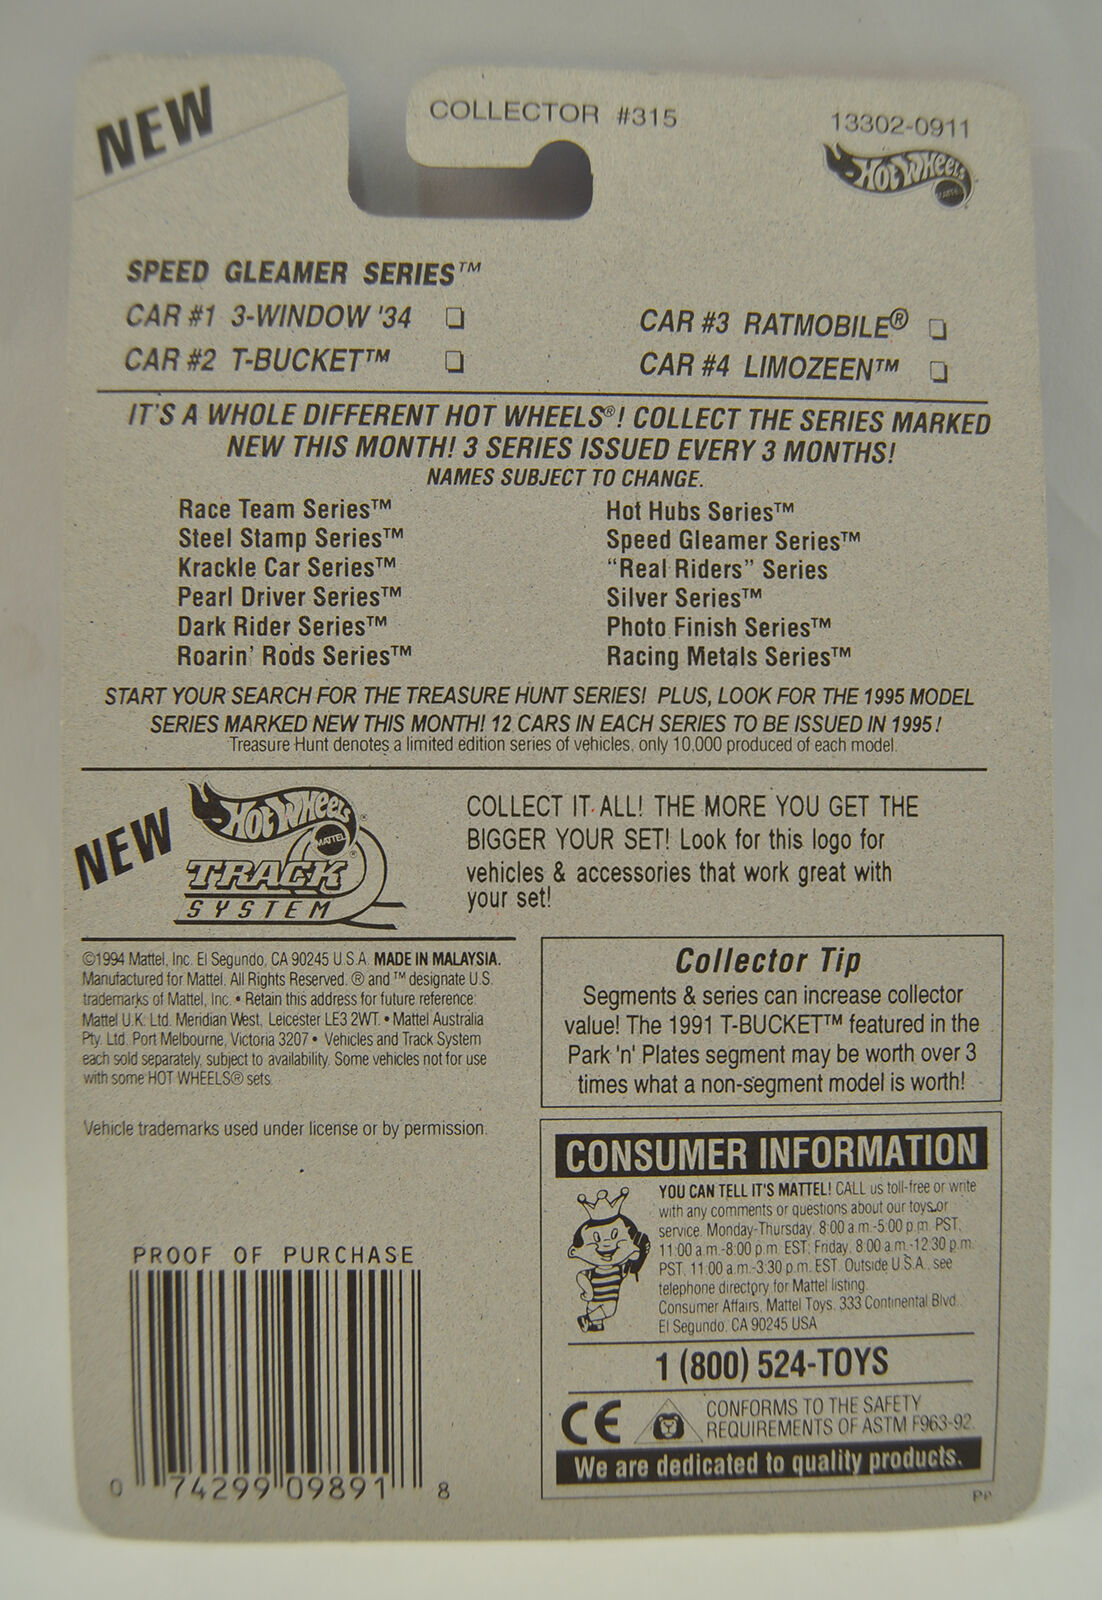 NEW
COLLECTOR #315
13302-0911
Hot Wheels
MATTEL
SPEED GLEAMER SERIES™
CAR #1 3-WINDOW '34 ❏
CAR #2 T-BUCKET™ ❏
CAR #3 RATMOBILE® ❏
CAR #4 LIMOZEEN™ ❏
IT'S A WHOLE DIFFERENT HOT WHEELS®! COLLECT THE SERIES MARKED
NEW THIS MONTH! 3 SERIES ISSUED EVERY 3 MONTHS!
NAMES SUBJECT TO CHANGE.
Race Team Series™
Steel Stamp Series™
Krackle Car Series™
Pearl Driver Series™
Dark Rider Series™
Roarin' Rods Series™
Hot Hubs Series™
Speed Gleamer Series™
"Real Riders" Series
Silver Series™
Photo Finish Series™
Racing Metals Series™
START YOUR SEARCH FOR THE TREASURE HUNT SERIES! PLUS, LOOK FOR THE 1995 MODEL
SERIES MARKED NEW THIS MONTH! 12 CARS IN EACH SERIES TO BE ISSUED IN 1995!
Treasure Hunt denotes a limited edition series of vehicles, only 10,000 produced of each model.
NEW
Hot Wheels®
MATTEL
TRACK®
SYSTEM
COLLECT IT ALL! THE MORE YOU GET THE
BIGGER YOUR SET! Look for this logo for
vehicles & accessories that work great with
your set!
©1994 Mattel, Inc. El Segundo, CA 90245 U.S.A. MADE IN MALAYSIA.
Manufactured for Mattel. All Rights Reserved. ® and ™ designate U.S.
trademarks of Mattel, Inc. • Retain this address for future reference:
Mattel U.K. Ltd. Meridian West, Leicester LE3 2WT. • Mattel Australia
Pty. Ltd. Port Melbourne, Victoria 3207 • Vehicles and Track System
each sold separately, subject to availability. Some vehicles not for use
with some HOT WHEELS® sets.
Vehicle trademarks used under license or by permission.
Collector Tip
Segments & series can increase collector
value! The 1991 T-BUCKET™ featured in the
Park 'n' Plates segment may be worth over 3
times what a non-segment model is worth!
CONSUMER INFORMATION
YOU CAN TELL IT'S MATTEL! CALL us toll-free or write
with any comments or questions about our toys or
service. Monday-Thursday, 8:00 a.m.-5:00 p.m. PST,
11:00 a.m.-8:00 p.m. EST; Friday, 8:00 a.m.-12:30 p.m.
PST, 11:00 a.m.-3:30 p.m. EST. Outside U.S.A., see
telephone directory for Mattel listing.
Consumer Affairs, Mattel Toys, 333 Continental Blvd.
El Segundo, CA 90245 USA
1 (800) 524-TOYS
CE
CONFORMS TO THE SAFETY
REQUIREMENTS OF ASTM F963-92.
We are dedicated to quality products.
PP
PROOF OF PURCHASE
0 74299 09891 8